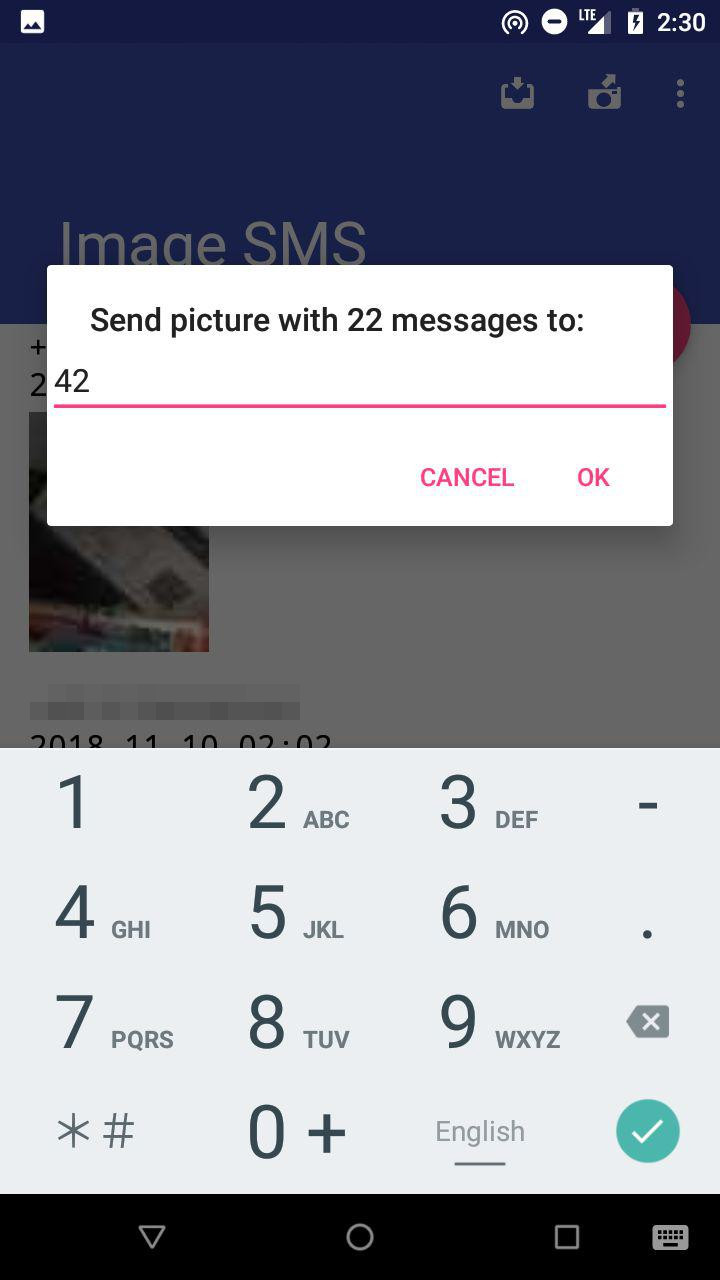 LTE 2:30
Image SMS
Send picture with 22 messages to:
+
2
42
CANCEL OK
2018 11 10 02:02
1 2 ABC 3 DEF -
4 GHI 5 JKL 6 MNO .
7 PQRS 8 TUV 9 WXYZ
*# 0 + English